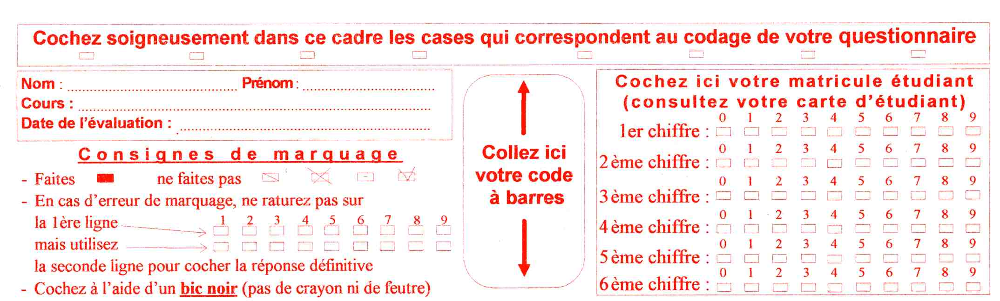 Cochez soigneusement dans ce cadre les cases qui correspondent au codage de votre questionnaire
Nom : Prénom :
Cours :
Date de l'évaluation :
Consignes de marquage
- Faites ne faites pas
- En cas d'erreur de marquage, ne raturez pas sur
la 1ère ligne 1 2 3 4 5 6 7 8 9
mais utilisez
la seconde ligne pour cocher la réponse définitive
- Cochez à l'aide d'un bic noir (pas de crayon ni de feutre)
Collez ici
votre code
à barres
Cochez ici votre matricule étudiant
(consultez votre carte d'étudiant)
0 1 2 3 4 5 6 7 8 9
1er chiffre :
0 1 2 3 4 5 6 7 8 9
2ème chiffre :
0 1 2 3 4 5 6 7 8 9
3ème chiffre :
0 1 2 3 4 5 6 7 8 9
4ème chiffre :
0 1 2 3 4 5 6 7 8 9
5ème chiffre :
0 1 2 3 4 5 6 7 8 9
6ème chiffre :